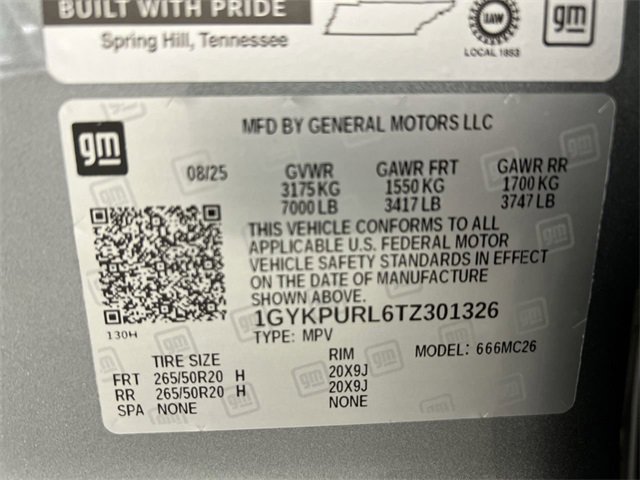 BUILT WITH PRIDE
Spring Hill, Tennessee
UAW
LOCAL 1853
gm
gm
MFD BY GENERAL MOTORS LLC
08/25 GVWR GAWR FRT GAWR RR
3175 KG 1550 KG 1700 KG
7000 LB 3417 LB 3747 LB
THIS VEHICLE CONFORMS TO ALL
APPLICABLE U.S. FEDERAL MOTOR
VEHICLE SAFETY STANDARDS IN EFFECT
ON THE DATE OF MANUFACTURE
SHOWN ABOVE.
1GYKPURL6TZ301326
130H
TYPE: MPV
TIRE SIZE RIM MODEL: 666MC26
FRT 265/50R20 H 20X9J
RR 265/50R20 H 20X9J
SPA NONE NONE